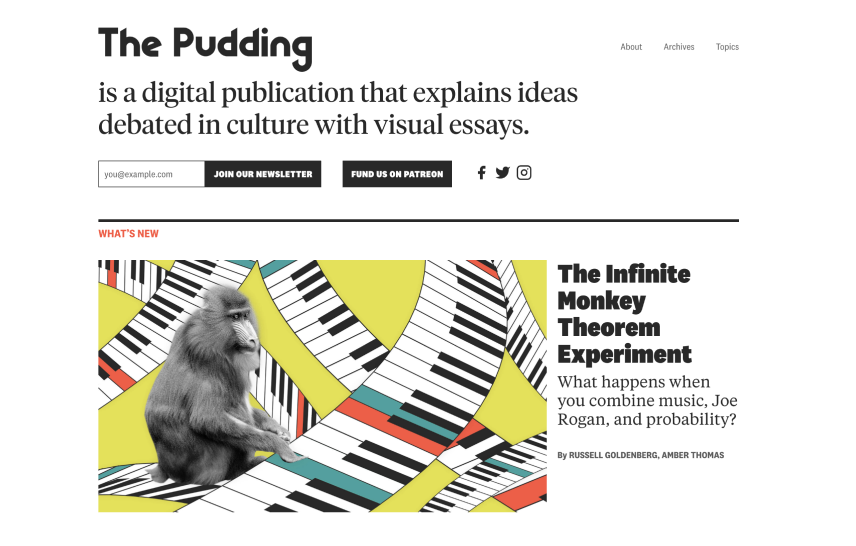 The Pudding
About Archives Topics
is a digital publication that explains ideas
debated in culture with visual essays.
you@example.com
JOIN OUR NEWSLETTER
FUND US ON PATREON
WHAT'S NEW
The Infinite
Monkey
Theorem
Experiment
What happens when
you combine music, Joe
Rogan, and probability?
By RUSSELL GOLDENBERG, AMBER THOMAS